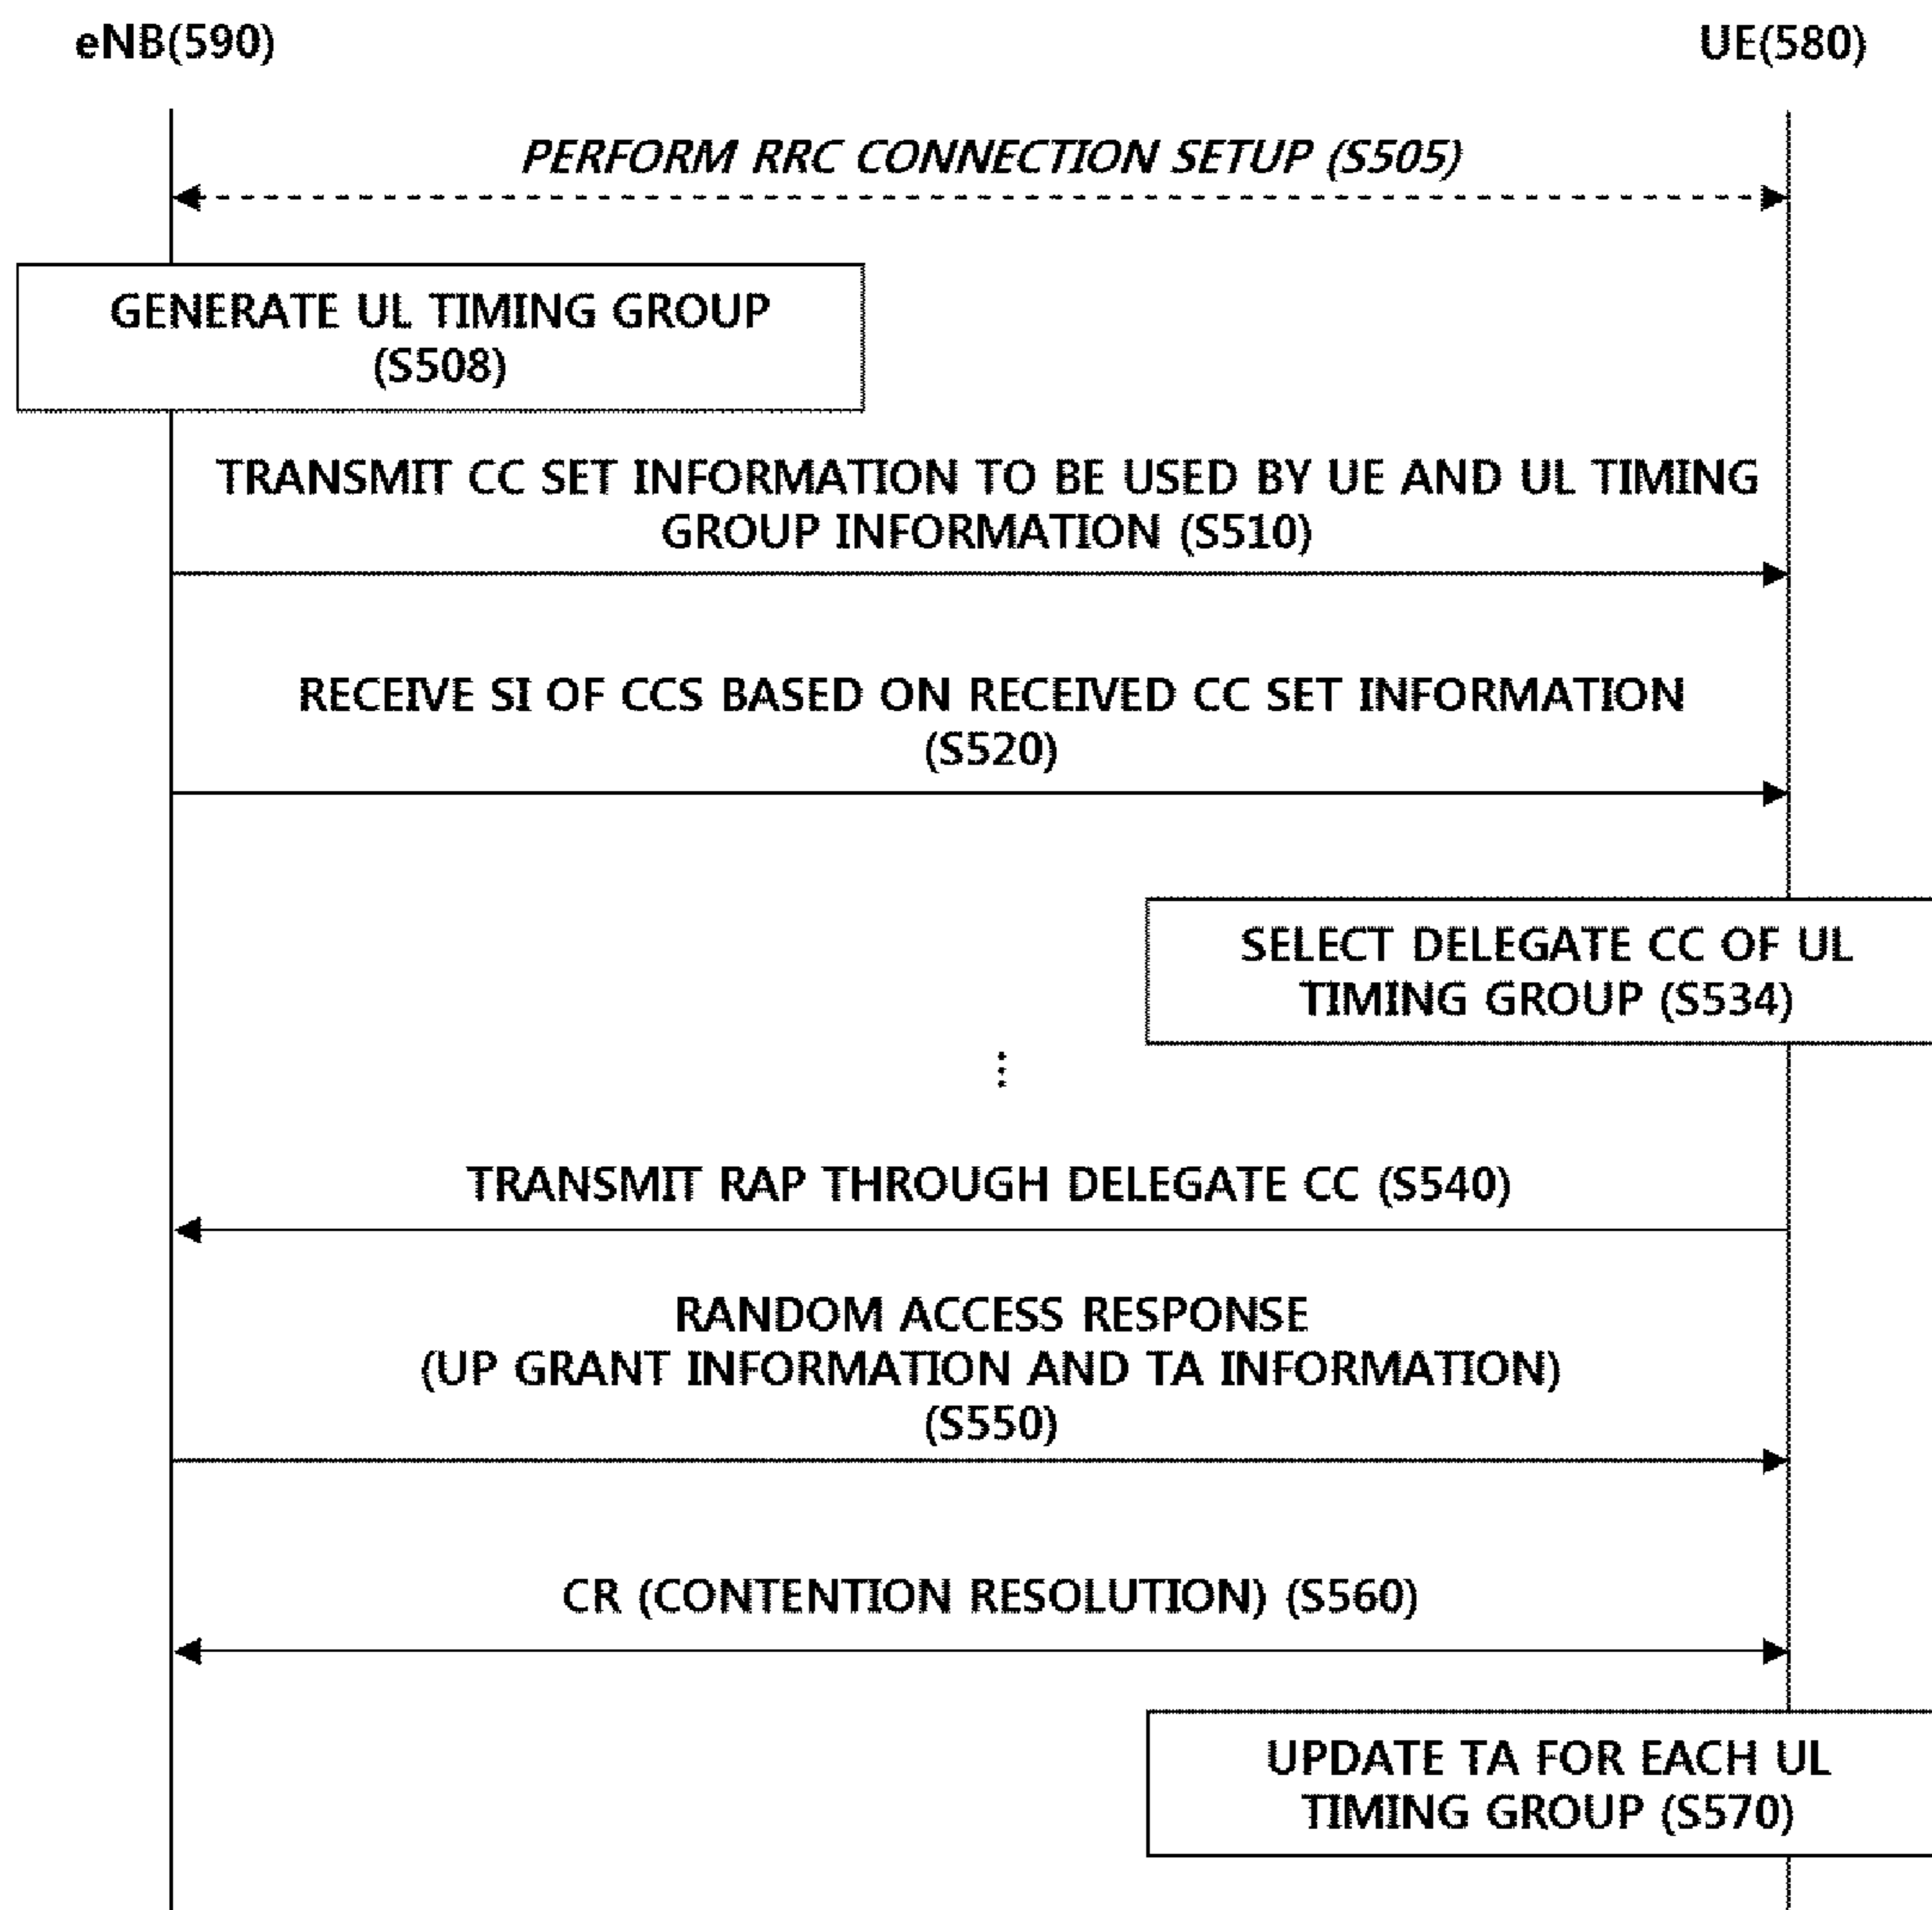 eNB(590)
UE(580)
PERFORM RRC CONNECTION SETUP (S505)
GENERATE UL TIMING GROUP
(S508)
TRANSMIT CC SET INFORMATION TO BE USED BY UE AND UL TIMING
GROUP INFORMATION (S510)
RECEIVE SI OF CCS BASED ON RECEIVED CC SET INFORMATION
(S520)
SELECT DELEGATE CC OF UL
TIMING GROUP (S534)
⋮
TRANSMIT RAP THROUGH DELEGATE CC (S540)
RANDOM ACCESS RESPONSE
(UP GRANT INFORMATION AND TA INFORMATION)
(S550)
CR (CONTENTION RESOLUTION) (S560)
UPDATE TA FOR EACH UL
TIMING GROUP (S570)